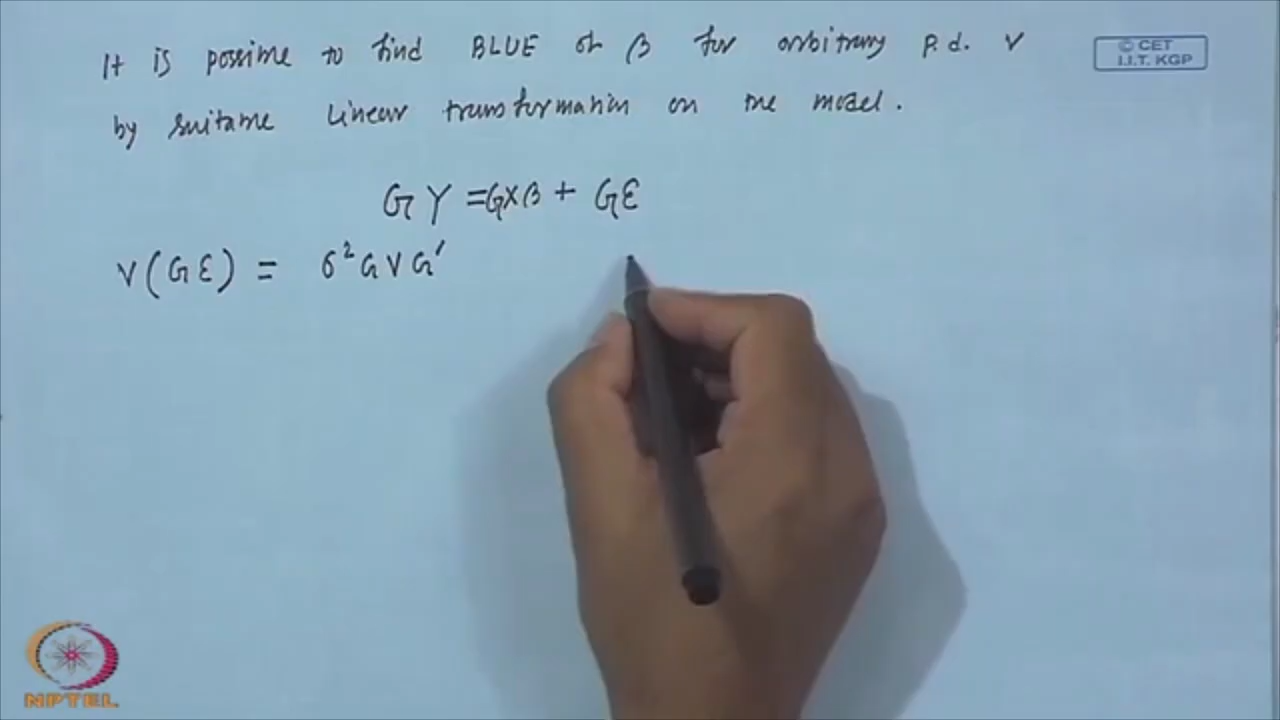 It is possible to find BLUE of β for arbitrary p.d. V
© CET
I.I.T. KGP
by suitable linear transformation on the model.
GY = GXβ + Gε
V(Gε) = σ² G V G'
NPTEL